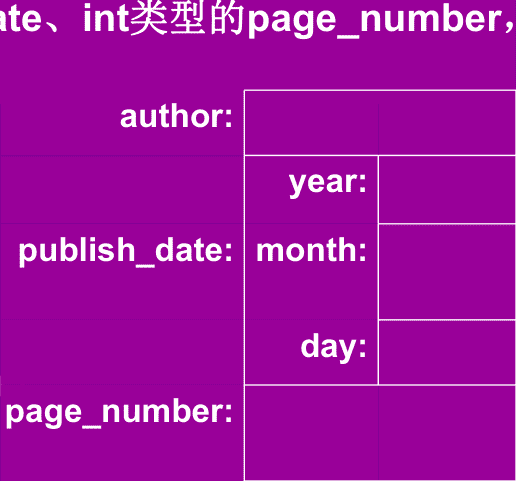 ate、int类型的page_number，
author:
year:
publish_date: month:
day:
page_number: